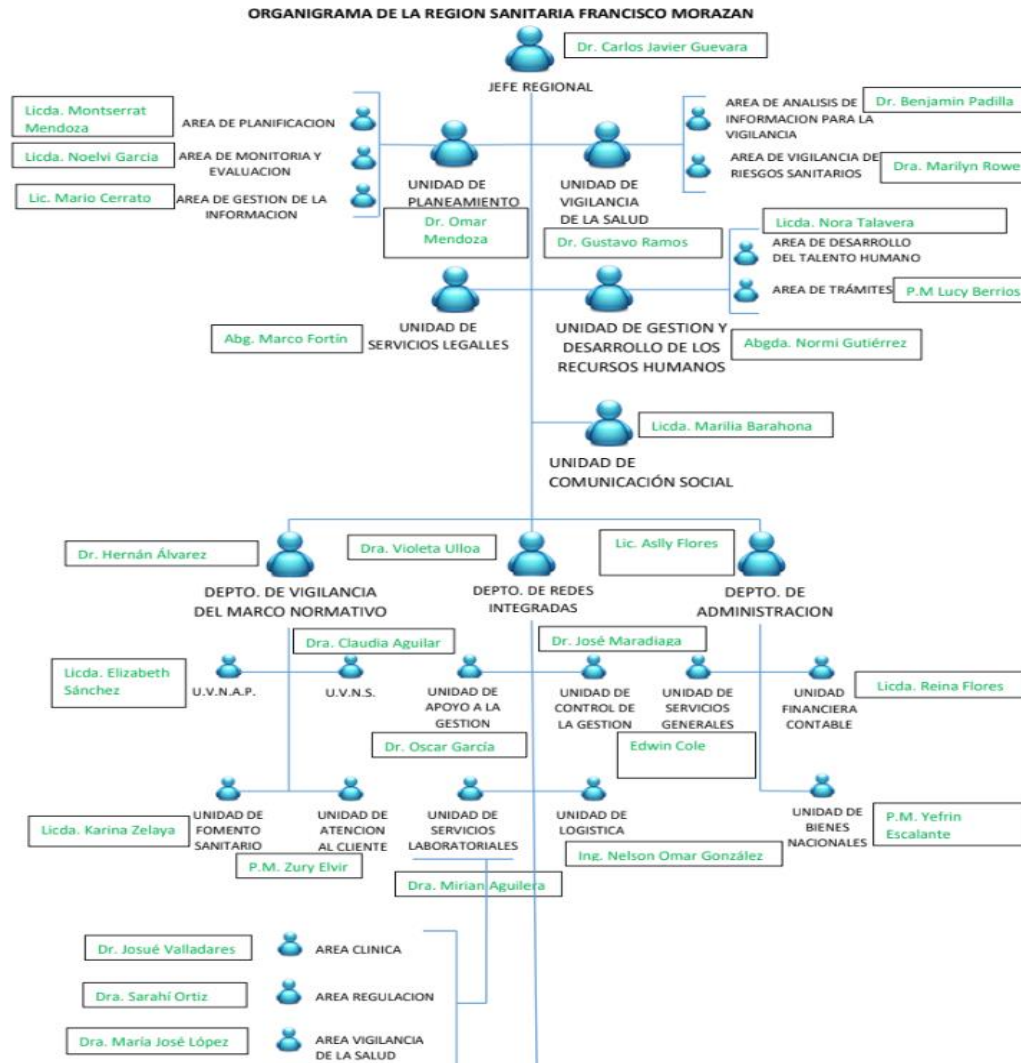 ORGANIGRAMA DE LA REGION SANITARIA FRANCISCO MORAZAN
Dr. Carlos Javier Guevara
JEFE REGIONAL
Licda. Montserrat
Mendoza
AREA DE PLANIFICACION
Licda. Noelvi Garcia
AREA DE MONITORIA Y
EVALUACION
Lic. Mario Cerrato
AREA DE GESTION DE LA
INFORMACION
UNIDAD DE
PLANEAMIENTO
Dr. Omar
Mendoza
UNIDAD DE
VIGILANCIA
DE LA SALUD
Dr. Gustavo Ramos
AREA DE ANALISIS DE
INFORMACION PARA LA
VIGILANCIA
Dr. Benjamin Padilla
AREA DE VIGILANCIA DE
RIESGOS SANITARIOS
Dra. Marilyn Rowe
Licda. Nora Talavera
AREA DE DESARROLLO
DEL TALENTO HUMANO
AREA DE TRÁMITES
P.M Lucy Berrios
UNIDAD DE
SERVICIOS LEGALLES
Abg. Marco Fortín
UNIDAD DE GESTION Y
DESARROLLO DE LOS
RECURSOS HUMANOS
Abgda. Normi Gutiérrez
Licda. Marilia Barahona
UNIDAD DE
COMUNICACIÓN SOCIAL
Dr. Hernán Álvarez
DEPTO. DE VIGILANCIA
DEL MARCO NORMATIVO
Dra. Violeta Ulloa
DEPTO. DE REDES
INTEGRADAS
Lic. Aslly Flores
DEPTO. DE
ADMINISTRACION
Licda. Elizabeth
Sánchez
U.V.N.A.P.
Dra. Claudia Aguilar
U.V.N.S.
UNIDAD DE
APOYO A LA
GESTION
Dr. Oscar García
Dr. José Maradiaga
UNIDAD DE
CONTROL DE
LA GESTION
UNIDAD DE
SERVICIOS
GENERALES
Edwin Cole
UNIDAD
FINANCIERA
CONTABLE
Licda. Reina Flores
Licda. Karina Zelaya
UNIDAD DE
FOMENTO
SANITARIO
UNIDAD DE
ATENCION
AL CLIENTE
P.M. Zury Elvir
UNIDAD DE
SERVICIOS
LABORATORIALES
Dra. Mirian Aguilera
UNIDAD DE
LOGISTICA
Ing. Nelson Omar González
UNIDAD DE
BIENES
NACIONALES
P.M. Yefrin
Escalante
Dr. Josué Valladares
AREA CLINICA
Dra. Sarahí Ortiz
AREA REGULACION
Dra. María José López
AREA VIGILANCIA
DE LA SALUD